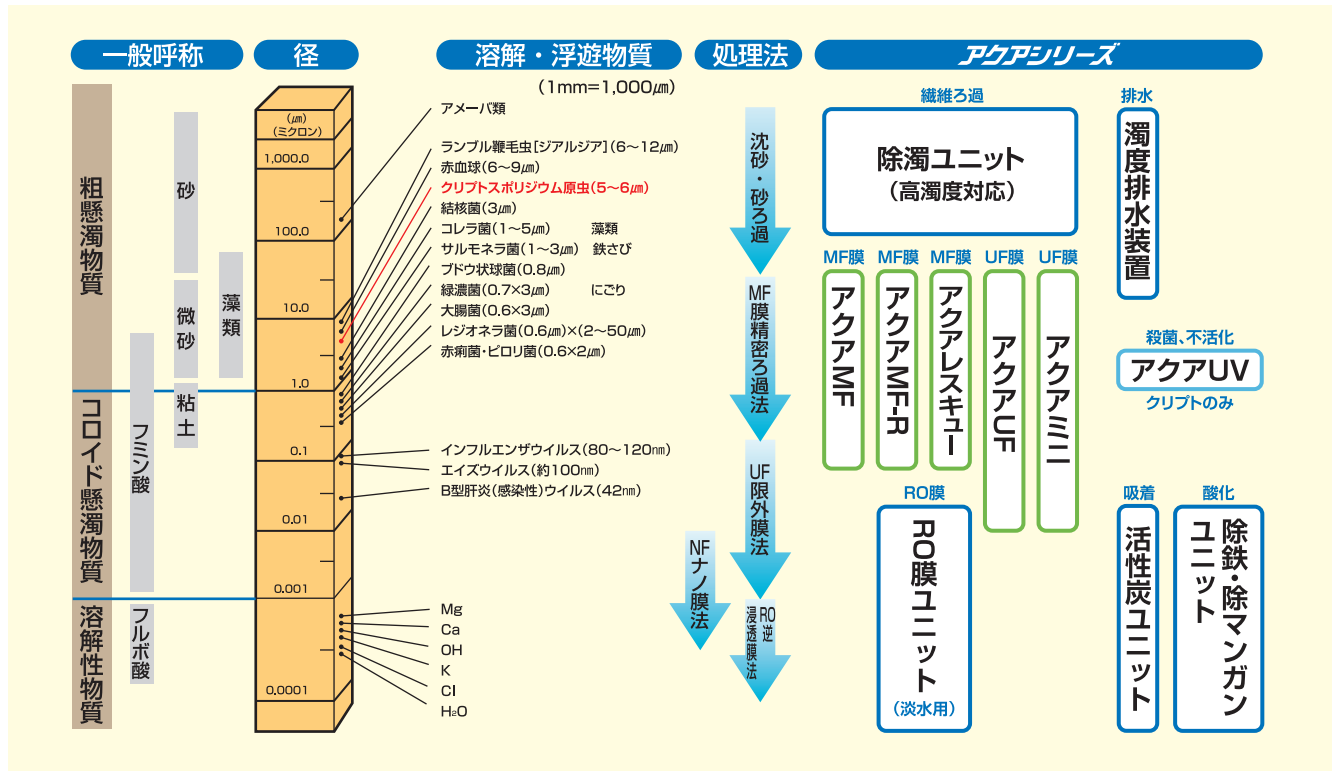 一般呼称
径
溶解・浮遊物質
処理法
アクアシリーズ
(1mm=1,000μm)
粗懸濁物質
コロイド懸濁物質
溶解性物質
砂
微砂
粘土
藻類
フミン酸
フルボ酸
(μm)
(ミクロン)
1,000.0
100.0
10.0
1.0
0.1
0.01
0.001
0.0001
アメーバ類
ランブル鞭毛虫[ジアルジア](6〜12μm)
赤血球(6〜9μm)
クリプトスポリジウム原虫(5〜6μm)
結核菌(3μm)
コレラ菌(1〜5μm) 藻類
サルモネラ菌(1〜3μm) 鉄さび
ブドウ状球菌(0.8μm)
緑濃菌(0.7×3μm) にごり
大腸菌(0.6×3μm)
レジオネラ菌(0.6μm)×(2〜50μm)
赤痢菌・ピロリ菌(0.6×2μm)
インフルエンザウイルス(80〜120nm)
エイズウイルス(約100nm)
B型肝炎(感染性)ウイルス(42nm)
Mg
Ca
OH
K
Cl
H₂O
沈砂・砂ろ過
MF膜精密ろ過法
UF限外膜法
NFナノ膜法
RO逆
浸透膜法
繊維ろ過
除濁ユニット
(高濁度対応)
排水
濁度排水装置
MF膜
アクアMF
MF膜
アクアMF-R
MF膜
アクアレスキュー
UF膜
アクアUF
UF膜
アクアミニ
殺菌、不活化
アクアUV
クリプトのみ
RO膜
RO膜ユニット
(淡水用)
吸着
活性炭ユニット
酸化
除鉄・除マンガン
ユニット